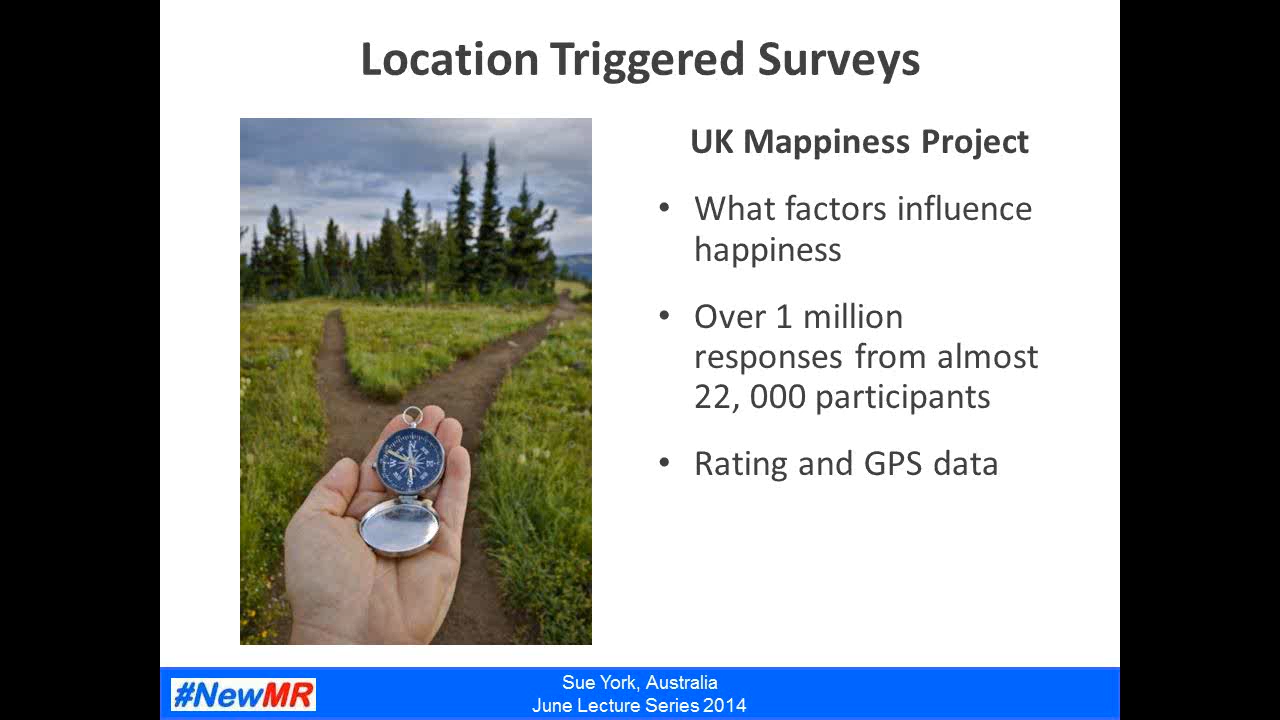 Location Triggered Surveys
UK Mappiness Project
• What factors influence
happiness
• Over 1 million
responses from almost
22, 000 participants
• Rating and GPS data
N
E
W
#NewMR
Sue York, Australia
June Lecture Series 2014